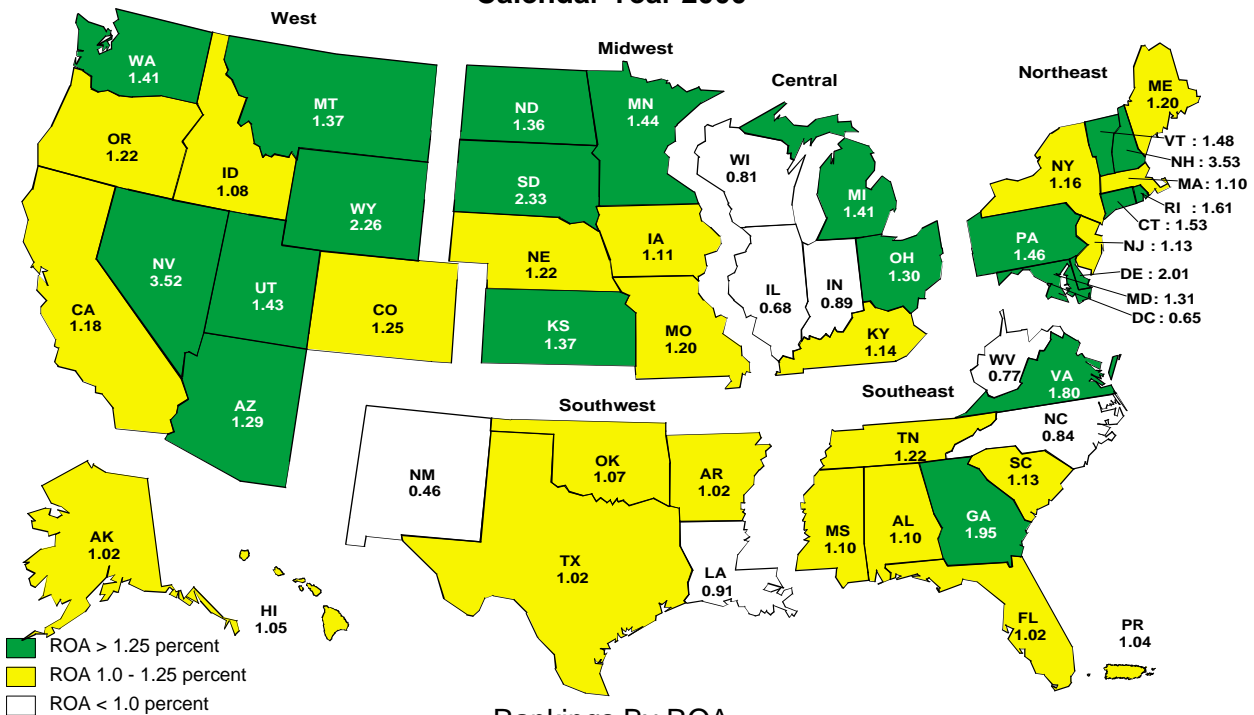 West
Midwest
Central
Northeast
WA
1.41
OR
1.22
ID
1.08
MT
1.37
WY
2.26
NV
3.52
UT
1.43
CA
1.18
CO
1.25
AZ
1.29
AK
1.02
HI
1.05
ND
1.36
MN
1.44
SD
2.33
NE
1.22
IA
1.11
KS
1.37
MO
1.20
WI
0.81
MI
1.41
IL
0.68
IN
0.89
OH
1.30
KY
1.14
ME
1.20
NY
1.16
PA
1.46
VT : 1.48
NH : 3.53
MA : 1.10
RI : 1.61
CT : 1.53
NJ : 1.13
DE : 2.01
MD: 1.31
DC : 0.65
Southwest
NM
0.46
OK
1.07
AR
1.02
TX
1.02
LA
0.91
Southeast
WV
0.77
VA
1.80
NC
0.84
TN
1.22
SC
1.13
MS
1.10
AL
1.10
GA
1.95
FL
1.02
PR
1.04
ROA > 1.25 percent
ROA 1.0 - 1.25 percent
ROA < 1.0 percent